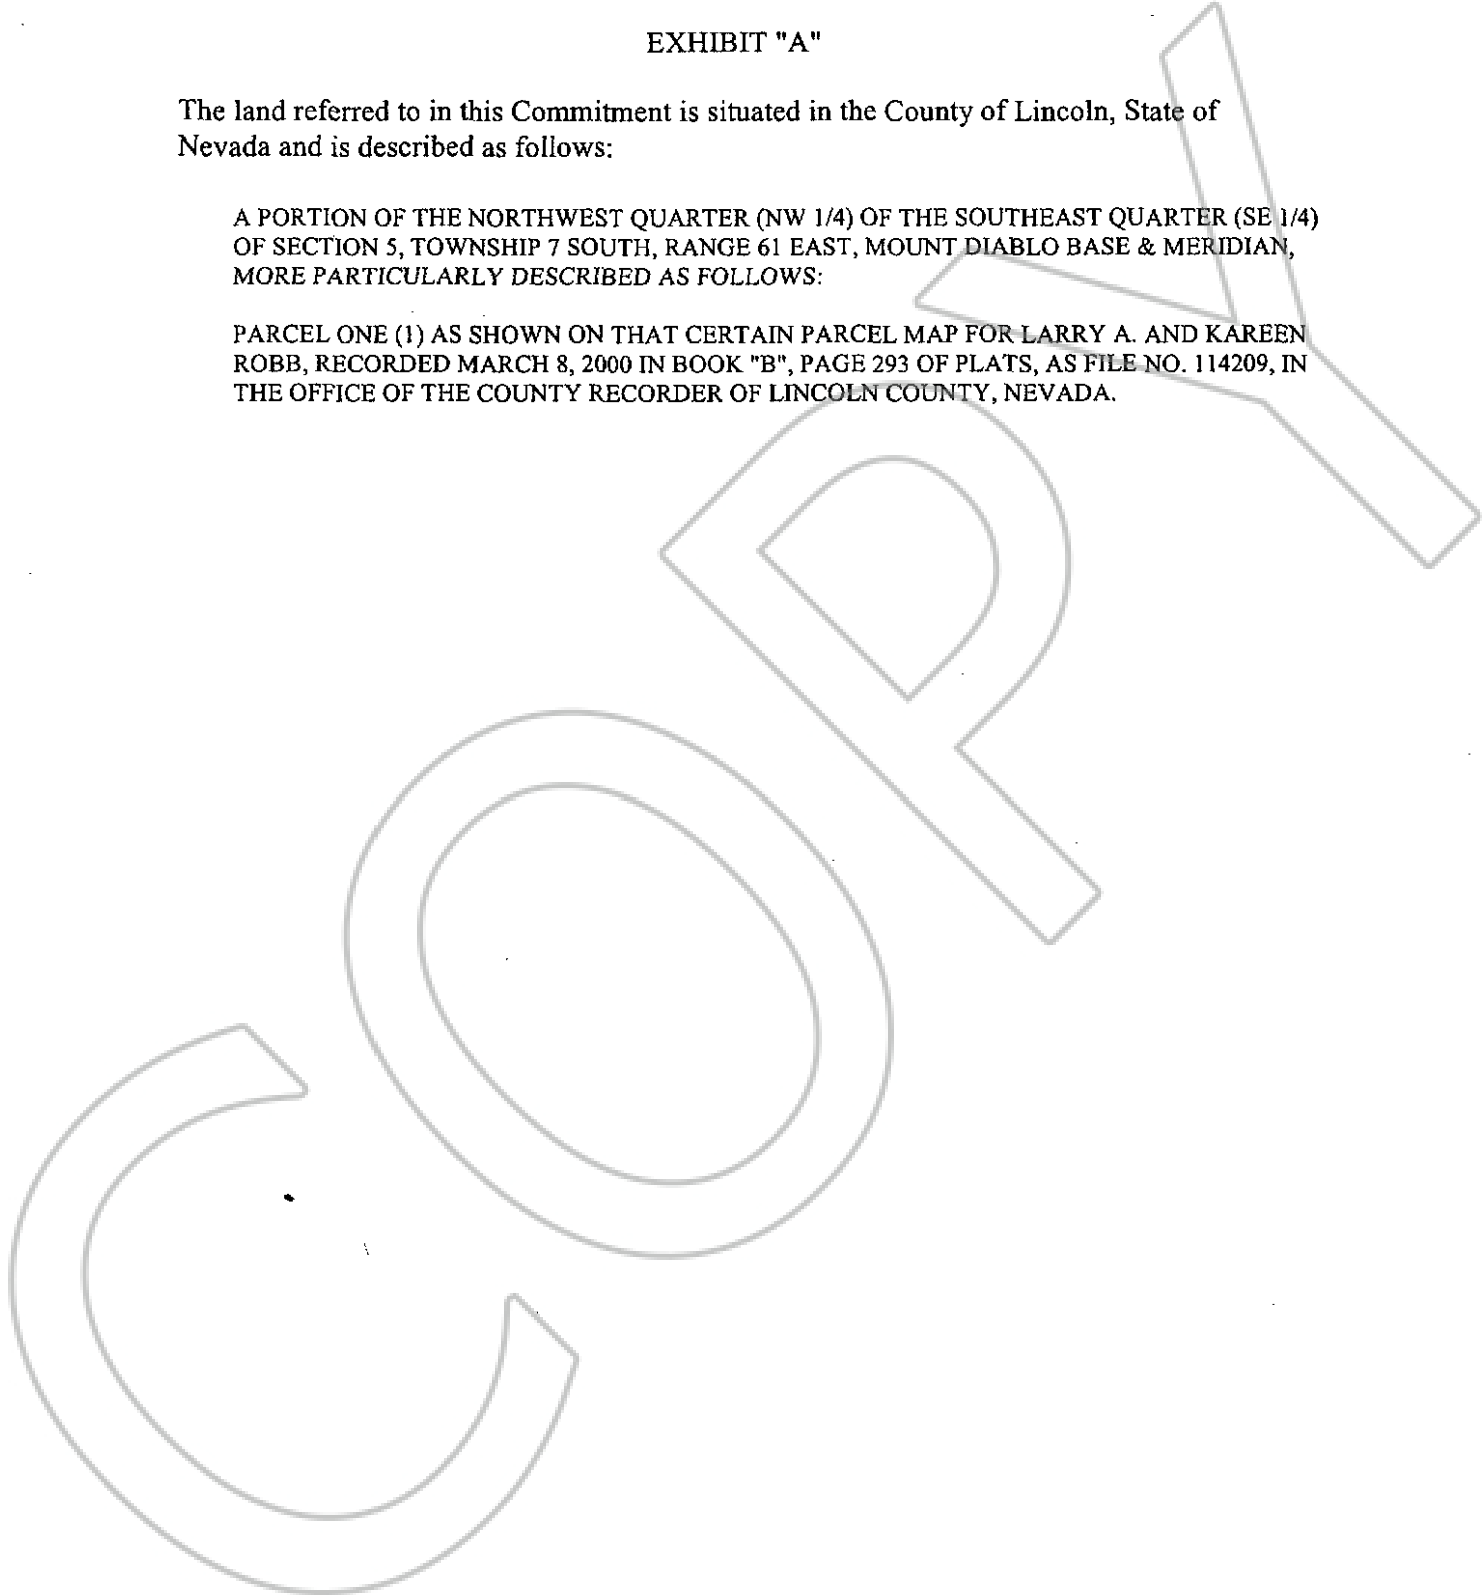 EXHIBIT "A"
The land referred to in this Commitment is situated in the County of Lincoln, State of
Nevada and is described as follows:
A PORTION OF THE NORTHWEST QUARTER (NW 1/4) OF THE SOUTHEAST QUARTER (SE 1/4)
OF SECTION 5, TOWNSHIP 7 SOUTH, RANGE 61 EAST, MOUNT DIABLO BASE & MERIDIAN,
MORE PARTICULARLY DESCRIBED AS FOLLOWS:
PARCEL ONE (1) AS SHOWN ON THAT CERTAIN PARCEL MAP FOR LARRY A. AND KAREEN
ROBB, RECORDED MARCH 8, 2000 IN BOOK "B", PAGE 293 OF PLATS, AS FILE NO. 114209, IN
THE OFFICE OF THE COUNTY RECORDER OF LINCOLN COUNTY, NEVADA.
COPY